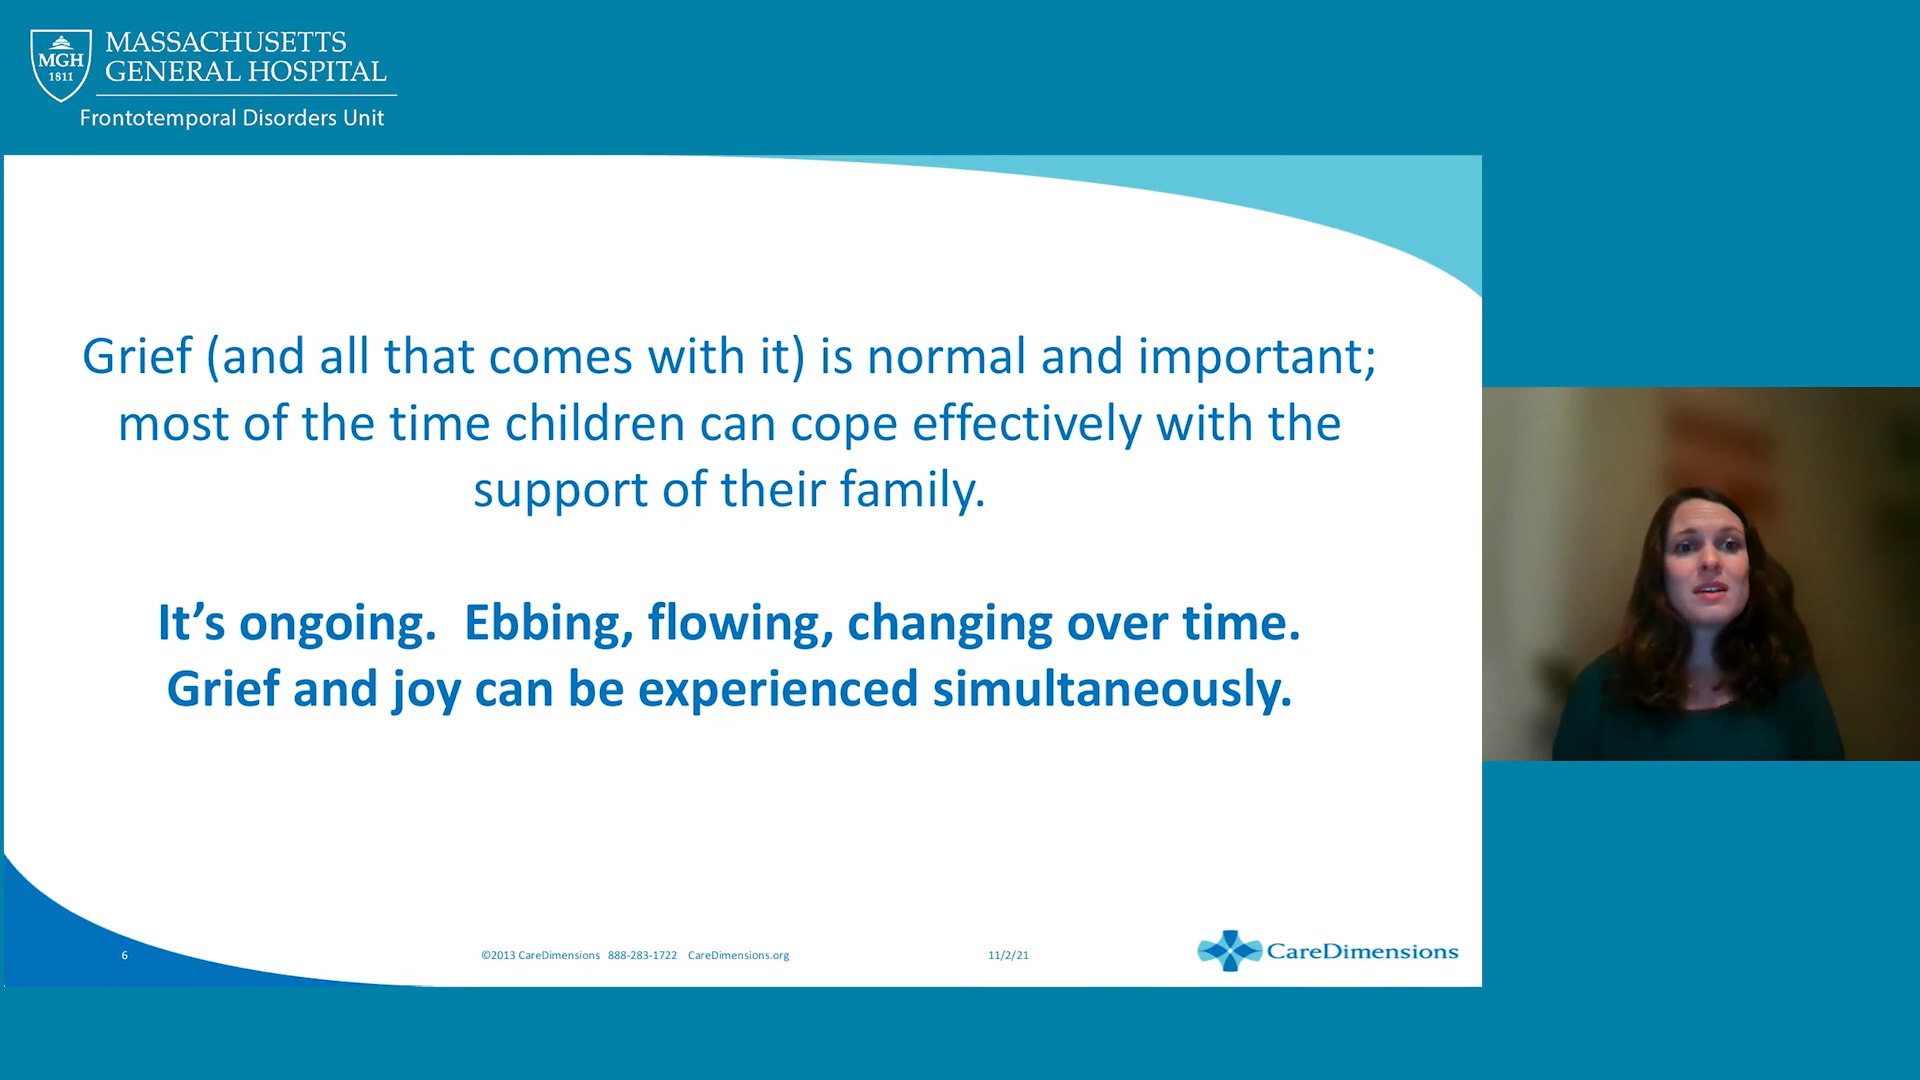 MGH
1811
MASSACHUSETTS
GENERAL HOSPITAL
Frontotemporal Disorders Unit
Grief (and all that comes with it) is normal and important;
most of the time children can cope effectively with the
support of their family.
It’s ongoing.  Ebbing, flowing, changing over time.
Grief and joy can be experienced simultaneously.
6
©2013 CareDimensions   888-283-1722   CareDimensions.org
11/2/21
CareDimensions